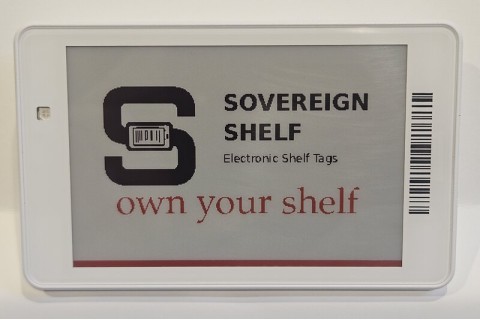 SOVEREIGN
SHELF
Electronic Shelf Tags
own your shelf